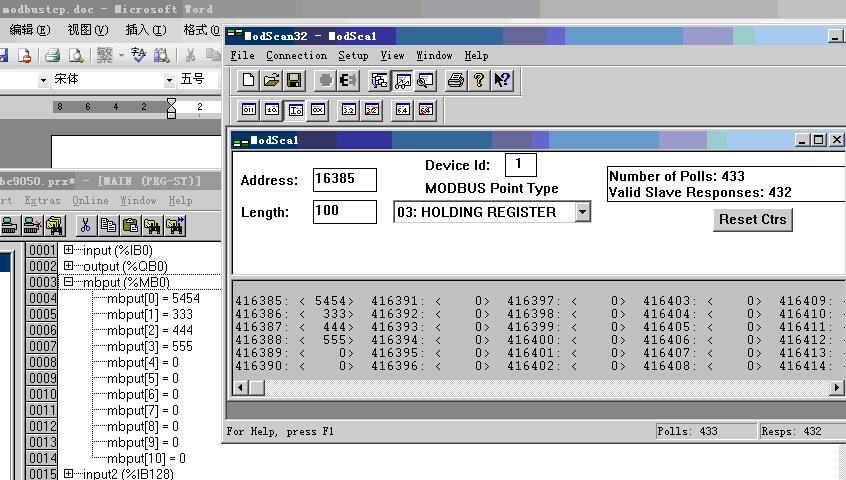 modbustcp.doc - Microsoft Word
编辑(E) 视图(V) 插入(I) 格式(O
宋体 五号
8 6 4 2 2
ModScan32 - ModSca1
File Connection Setup View Window Help
ModSca1
Address: 16385
Length: 100
Device Id: 1
MODBUS Point Type
03: HOLDING REGISTER
Number of Polls: 433
Valid Slave Responses: 432
Reset Ctrs
416385: < 5454> 416391: < 0> 416397: < 0> 416403: < 0> 416409:
416386: < 333> 416392: < 0> 416398: < 0> 416404: < 0> 416410:
416387: < 444> 416393: < 0> 416399: < 0> 416405: < 0> 416411:
416388: < 555> 416394: < 0> 416400: < 0> 416406: < 0> 416412:
416389: < 0> 416395: < 0> 416401: < 0> 416407: < 0> 416413:
416390: < 0> 416396: < 0> 416402: < 0> 416408: < 0> 416414:
For Help, press F1 Polls: 433 Resps: 432
bc9050.prx* - [MAIN (PRG-ST)]
rt Extras Online Window Help
0001 input (%IB0)
0002 output (%QB0)
0003 mbput (%MB0)
0004 mbput[0] = 5454
0005 mbput[1] = 333
0006 mbput[2] = 444
0007 mbput[3] = 555
0008 mbput[4] = 0
0009 mbput[5] = 0
0010 mbput[6] = 0
0011 mbput[7] = 0
0012 mbput[8] = 0
0013 mbput[9] = 0
0014 mbput[10] = 0
0015 input2 (%IB128)